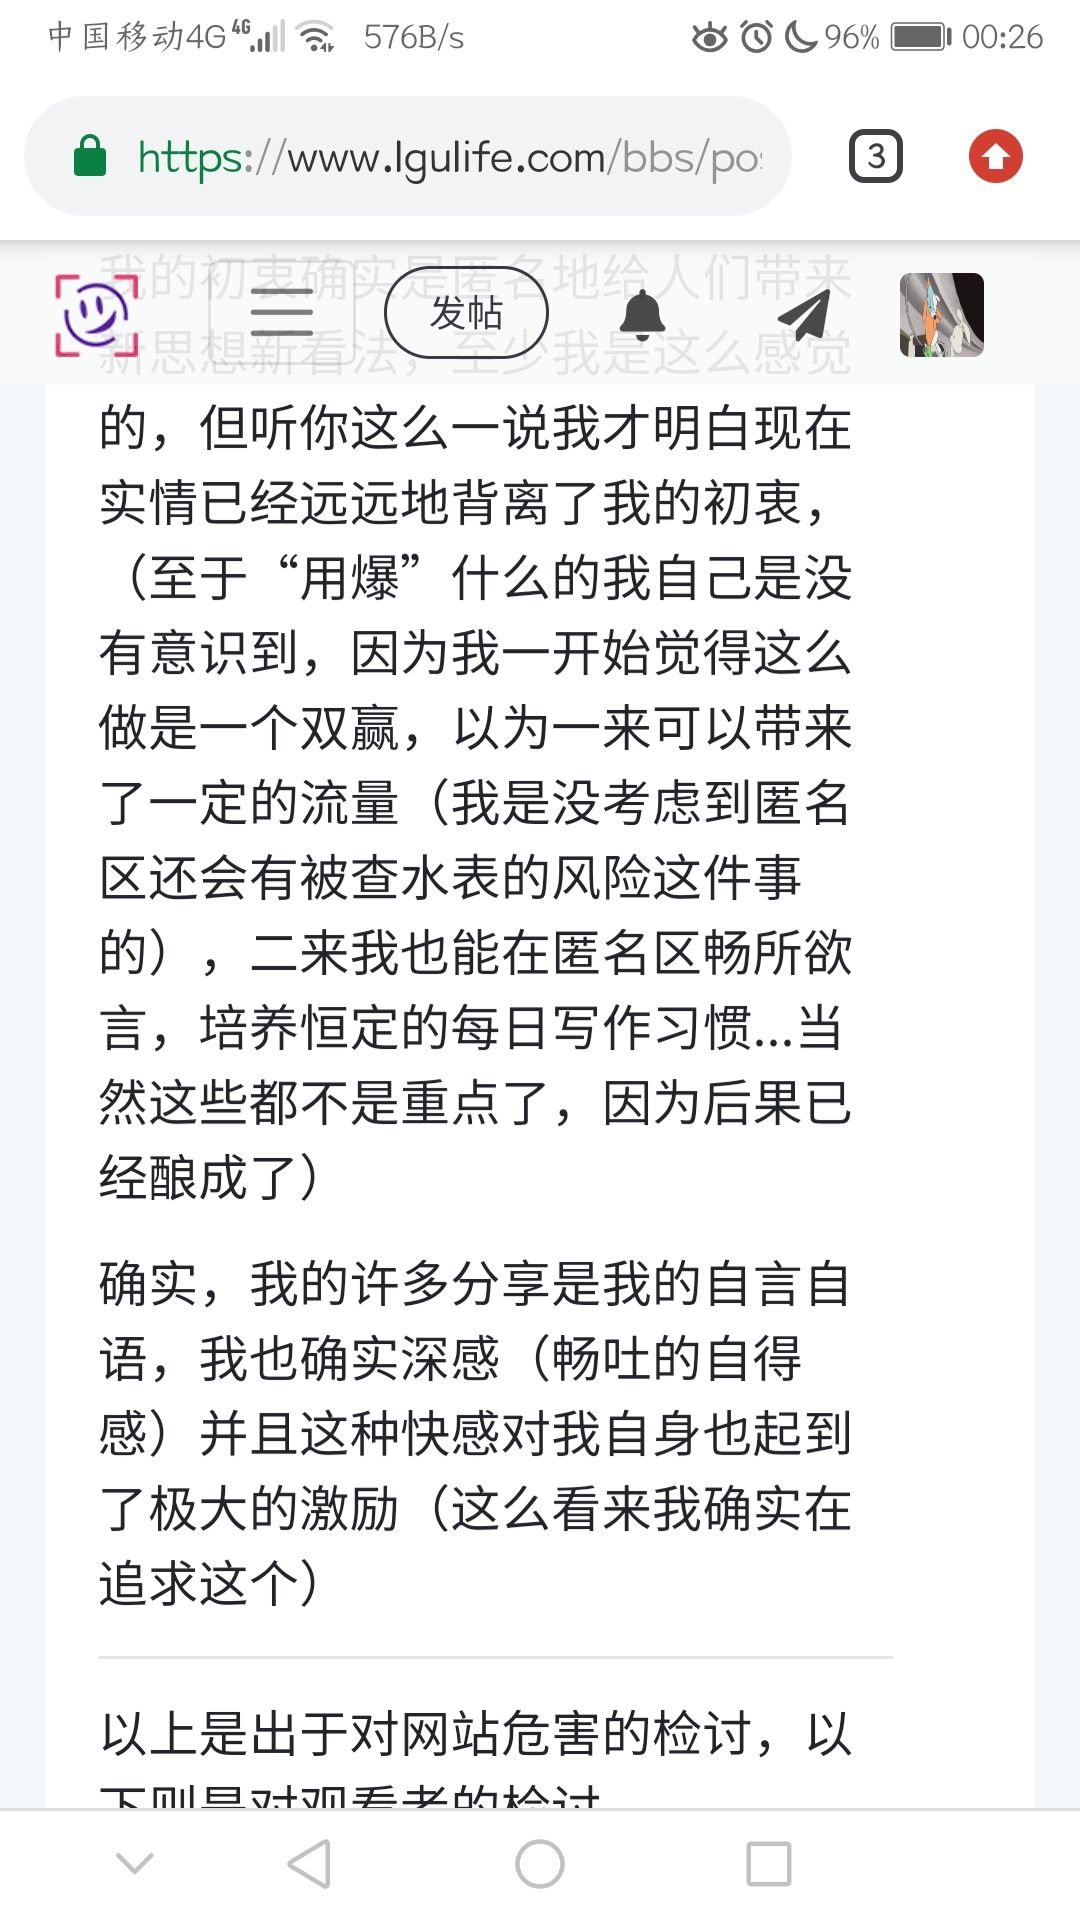 中国移动4G 4G 576B/s 96% 00:26
https://www.lgulife.com/bbs/pos
3
我的初衷确实是匿名地给人们带来
发帖
新思想新看法，至少我是这么感觉
的，但听你这么一说我才明白现在
实情已经远远地背离了我的初衷，
（至于“用爆”什么的我自己是没
有意识到，因为我一开始觉得这么
做是一个双赢，以为一来可以带来
了一定的流量（我是没考虑到匿名
区还会有被查水表的风险这件事
的），二来我也能在匿名区畅所欲
言，培养恒定的每日写作习惯...当
然这些都不是重点了，因为后果已
经酿成了）
确实，我的许多分享是我的自言自
语，我也确实深感（畅吐的自得
感）并且这种快感对我自身也起到
了极大的激励（这么看来我确实在
追求这个）
以上是出于对网站危害的检讨，以
下则是对观看者的检讨